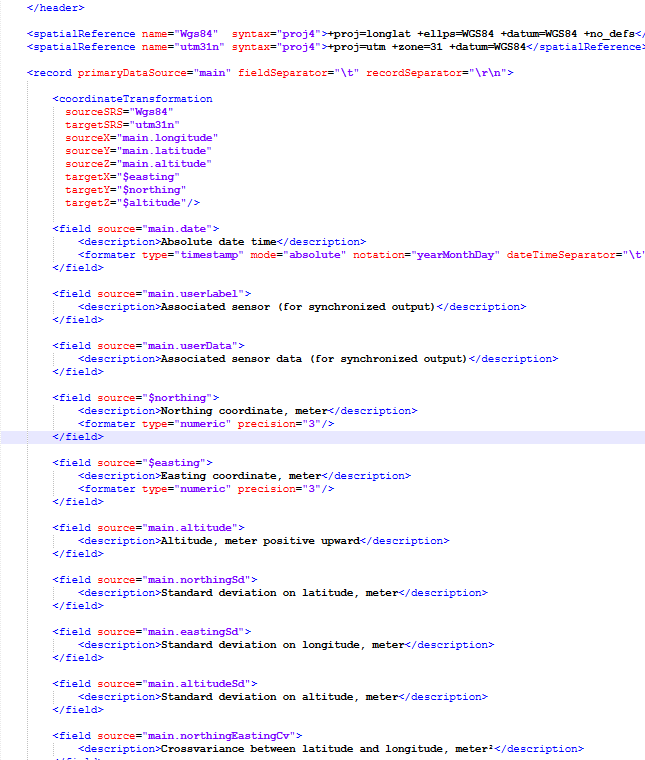 </header>
<spatialReference name="Wgs84"  syntax="proj4">+proj=longlat +ellps=WGS84 +datum=WGS84 +no_defs</
<spatialReference name="utm31n" syntax="proj4">+proj=utm +zone=31 +datum=WGS84</spatialReference>
<record primaryDataSource="main" fieldSeparator="\t" recordSeparator="\r\n">
<coordinateTransformation
sourceSRS="Wgs84"
targetSRS="utm31n"
sourceX="main.longitude"
sourceY="main.latitude"
sourceZ="main.altitude"
targetX="$easting"
targetY="$northing"
targetZ="$altitude"/>
<field source="main.date">
<description>Absolute date time</description>
<formater type="timestamp" mode="absolute" notation="yearMonthDay" dateTimeSeparator="\t"
</field>
<field source="main.userLabel">
<description>Associated sensor (for synchronized output)</description>
</field>
<field source="main.userData">
<description>Associated sensor data (for synchronized output)</description>
</field>
<field source="$northing">
<description>Northing coordinate, meter</description>
<formater type="numeric" precision="3"/>
</field>
<field source="$easting">
<description>Easting coordinate, meter</description>
<formater type="numeric" precision="3"/>
</field>
<field source="main.altitude">
<description>Altitude, meter positive upward</description>
</field>
<field source="main.northingSd">
<description>Standard deviation on latitude, meter</description>
</field>
<field source="main.eastingSd">
<description>Standard deviation on longitude, meter</description>
</field>
<field source="main.altitudeSd">
<description>Standard deviation on altitude, meter</description>
</field>
<field source="main.northingEastingCv">
<description>Crossvariance between latitude and longitude, meter²</description>
</field>